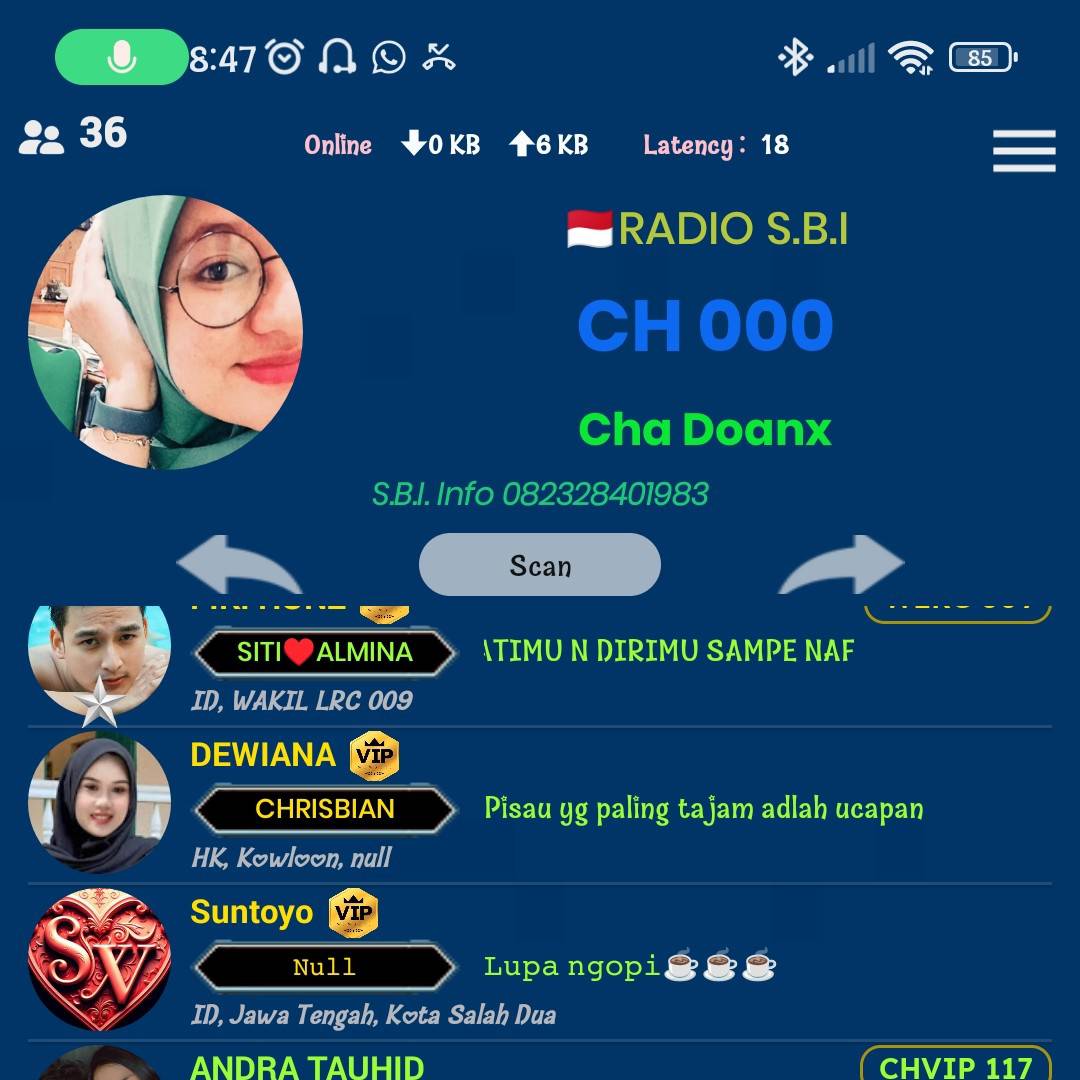 8:47
85
36
Online 0 KB 6 KB Latency : 18
🇮🇩RADIO S.B.I
CH 000
Cha Doanx
S.B.I. Info 082328401983
Scan
SITI❤️ALMINA
ATIMU N DIRIMU SAMPE NAF
ID, WAKIL LRC 009
DEWIANA VIP
CHRISBIAN
Pisau yg paling tajam adlah ucapan
HK, Kowloon, null
Suntoyo VIP
SW
Null
Lupa ngopi☕☕☕
ID, Jawa Tengah, Kota Salah Dua
ANDRA TAUHID
CHVIP 117